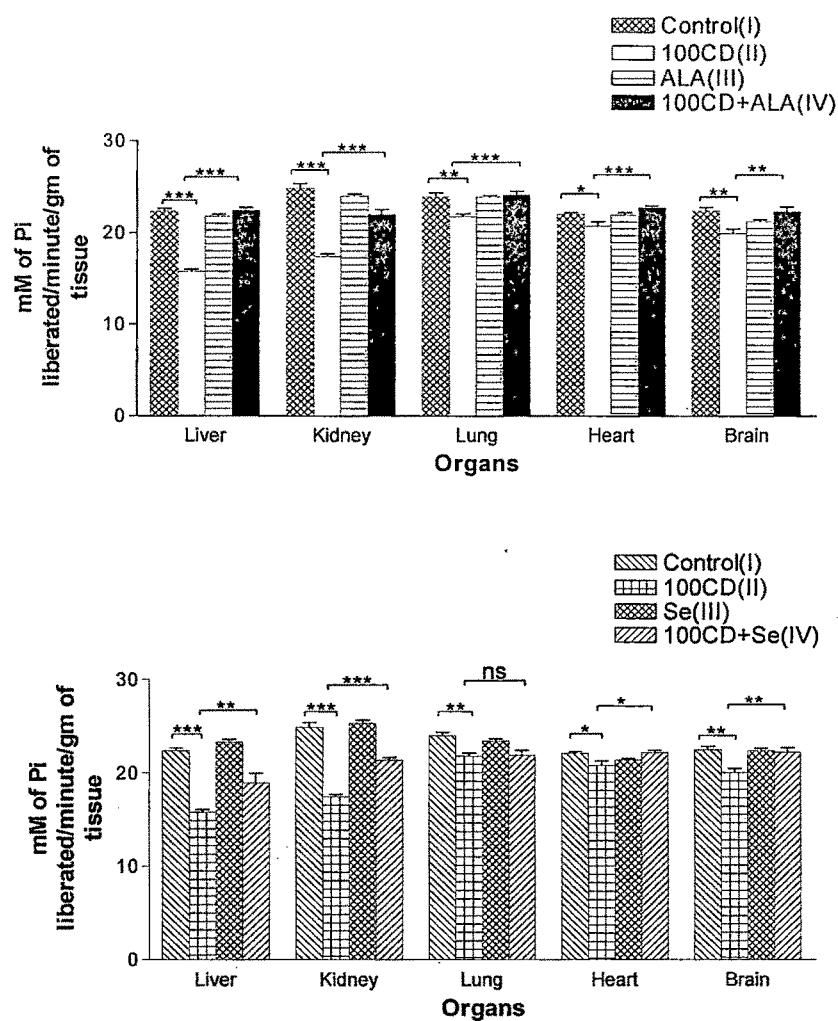 Control(I)
100CD(II)
ALA(III)
100CD+ALA(IV)
mM of Pi
liberated/minute/gm of
tissue
30
20
10
0
***
***
***
***
**
***
*
***
**
**
Liver
Kidney
Lung
Heart
Brain
Organs
Control(I)
100CD(II)
Se(III)
100CD+Se(IV)
mM of Pi
liberated/minute/gm of
tissue
30
20
10
0
***
**
***
***
**
ns
*
*
**
**
Liver
Kidney
Lung
Heart
Brain
Organs